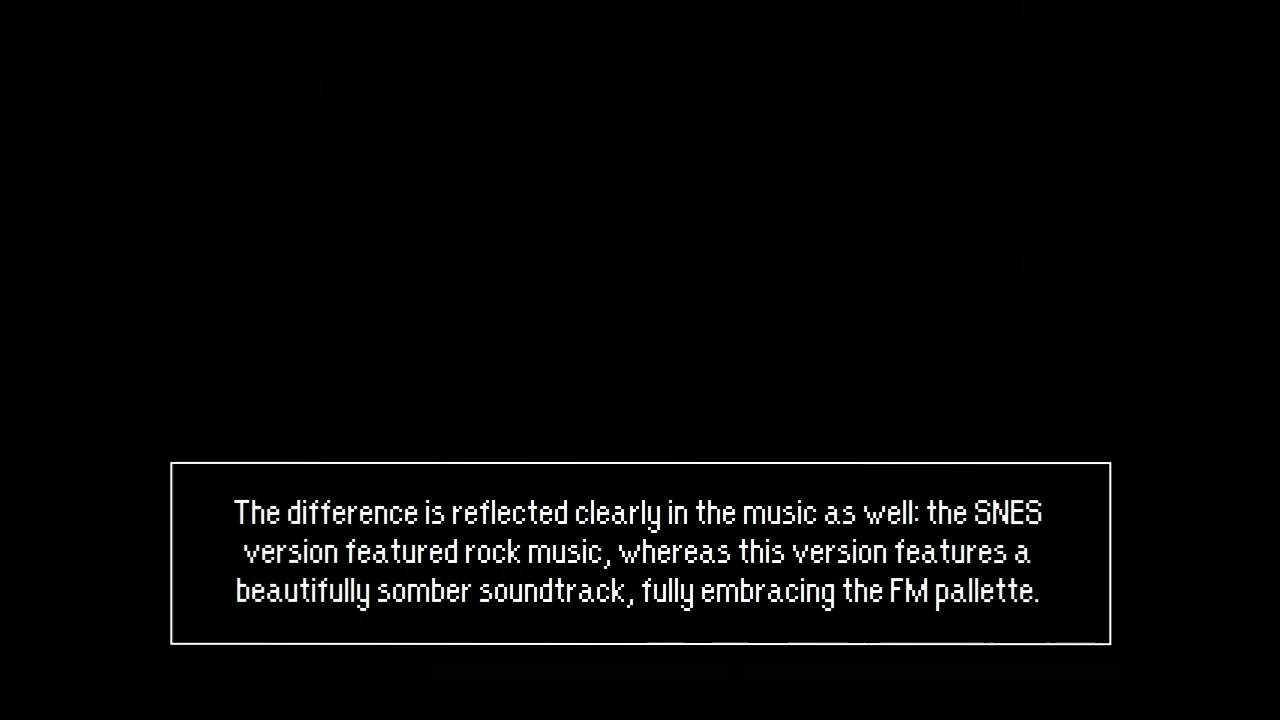 The difference is reflected clearly in the music as well: the SNES
version featured rock music, whereas this version features a
beautifully somber soundtrack, fully embracing the FM pallette.